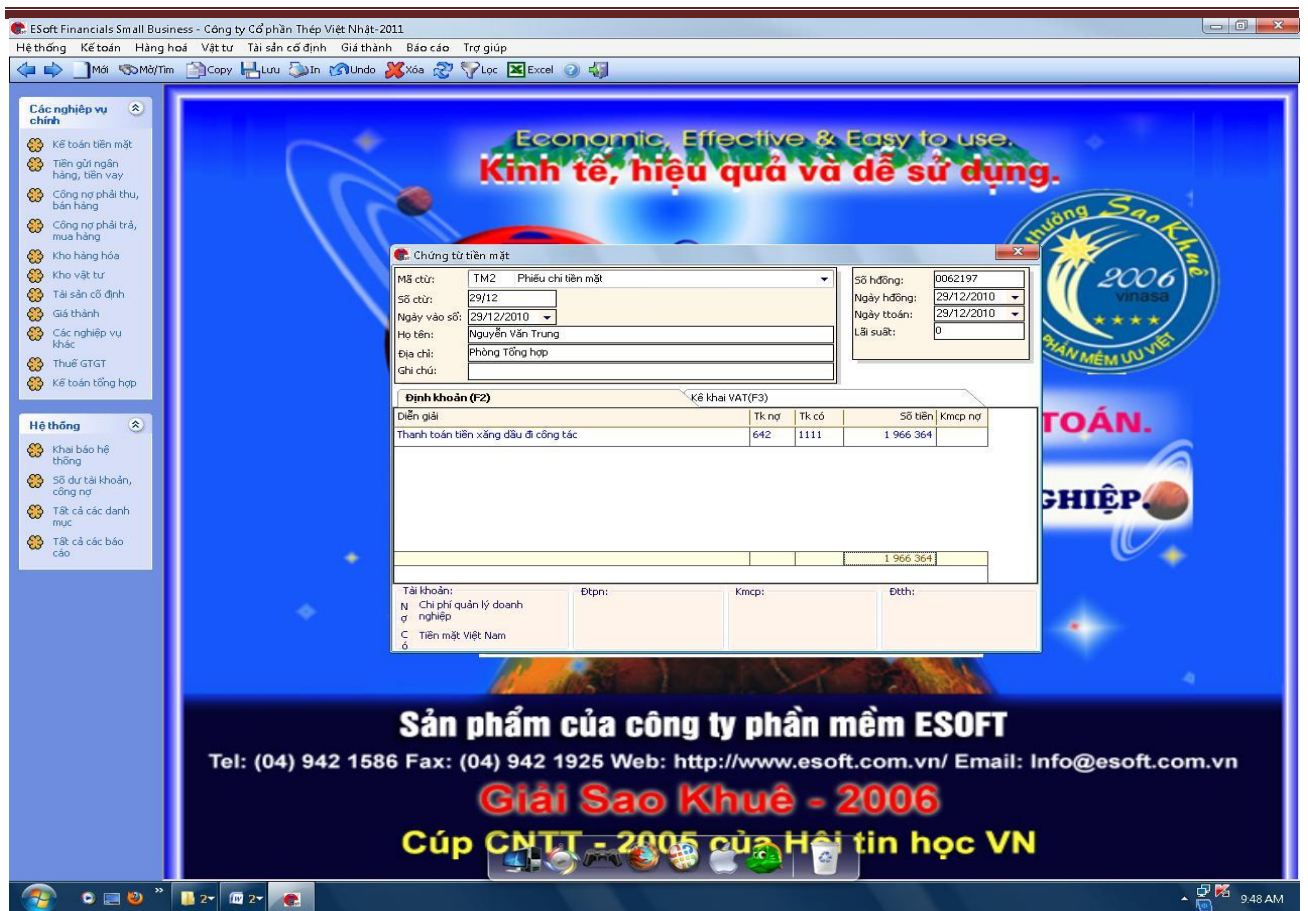 ESoft Financials Small Business - Công ty Cổ phần Thép Việt Nhật-2011
Hệ thống Kế toán Hàng hoá Vật tư Tài sản cố định Giá thành Báo cáo Trợ giúp
Mới Mở/Tìm Copy Lưu In Undo Xóa Lọc Excel
Các nghiệp vụ
chính
Kế toán tiền mặt
Tiền gửi ngân
hàng, tiền vay
Công nợ phải thu,
bán hàng
Công nợ phải trả,
mua hàng
Kho hàng hóa
Kho vật tư
Tài sản cố định
Giá thành
Các nghiệp vụ
khác
Thuế GTGT
Kế toán tổng hợp
Hệ thống
Khai báo hệ
thống
Số dư tài khoản,
công nợ
Tất cả các danh
mục
Tất cả các báo
cáo
Economic, Effective & Easy to use.
Kinh tế, hiệu quả và dễ sử dụng.
thưởng Sao Khuê
2006
vinasa
PHẦN MỀM ƯU VIỆT
TOÁN.
GHIỆP.
Chứng từ tiền mặt
Mã ctừ: TM2 Phiếu chi tiền mặt
Số ctừ: 29/12
Ngày vào sổ: 29/12/2010
Họ tên: Nguyễn Văn Trung
Địa chỉ: Phòng Tổng hợp
Ghi chú:
Số hđồng: 0062197
Ngày hđồng: 29/12/2010
Ngày ttoán: 29/12/2010
Lãi suất: 0
Định khoản (F2) Kê khai VAT(F3)
Diễn giải Tk nợ Tk có Số tiền Kmcp nợ
Thanh toán tiền xăng dầu đi công tác 642 1111 1 966 364
1 966 364
Tài khoản: Đtpn: Kmcp: Đtth:
Nợ Chi phí quản lý doanh
nghiệp
Có Tiền mặt Việt Nam
Sản phẩm của công ty phần mềm ESOFT
Tel: (04) 942 1586 Fax: (04) 942 1925 Web: http://www.esoft.com.vn/ Email: Info@esoft.com.vn
Giải Sao Khuê - 2006
Cúp CNTT - 2005 của Hội tin học VN
2 2 9:48 AM